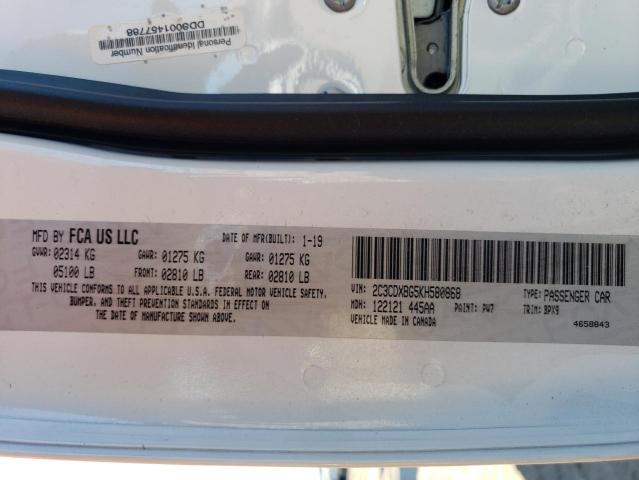 Personal Identification Number
DDS0001457788
MFD BY FCA US LLC
DATE OF MFR(BUILT): 1-19
GVWR: 02314 KG GAWR: 01275 KG GAWR: 01275 KG
05100 LB FRONT: 02810 LB REAR: 02810 LB
THIS VEHICLE CONFORMS TO ALL APPLICABLE U.S.A. FEDERAL MOTOR VEHICLE SAFETY,
BUMPER, AND THEFT PREVENTION STANDARDS IN EFFECT ON THE DATE OF
MANUFACTURE SHOWN ABOVE.
VIN: 2C3CDXBG5KH580868 TYPE: PASSENGER CAR
MDH: 122121 445AA PAINT: PW7 TRIM: BPX9
VEHICLE MADE IN CANADA
4658843